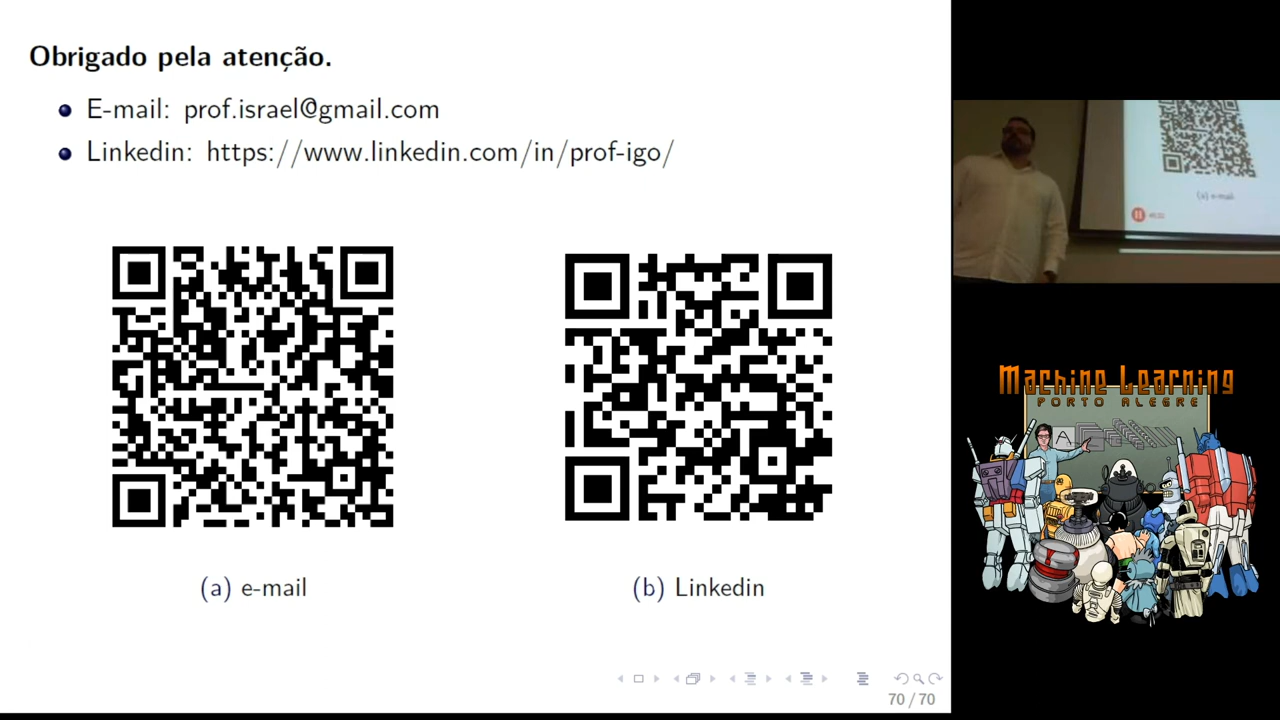 Obrigado pela atenção.
E-mail: prof.israel@gmail.com
Linkedin: https://www.linkedin.com/in/prof-igo/
(a) e-mail
(b) Linkedin
70 / 70
(a) e-mail
Machine Learning
PORTO ALEGRE
A